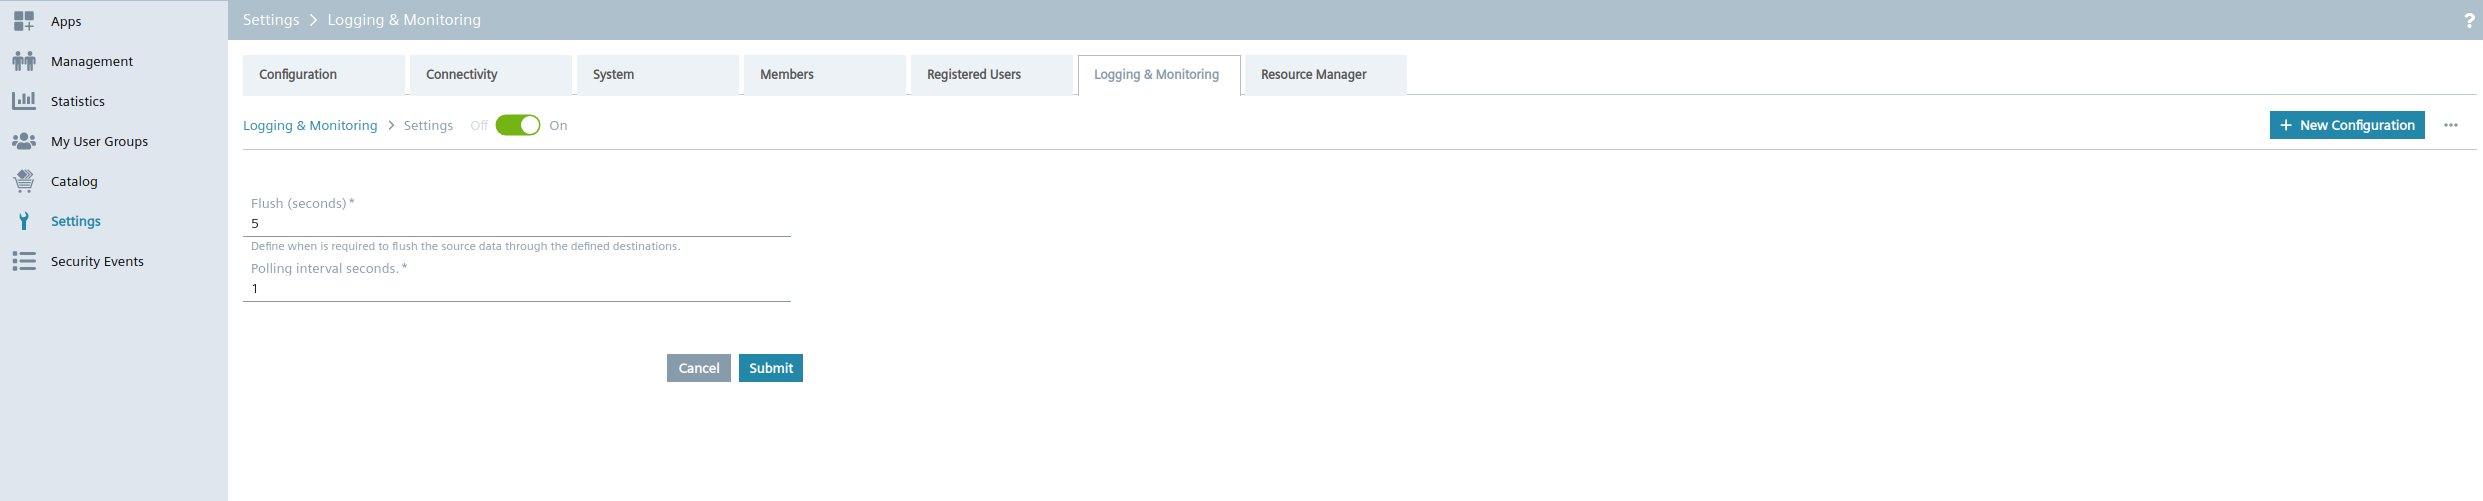 Apps
Management
Statistics
My User Groups
Catalog
Settings
Security Events
Settings > Logging & Monitoring
?
Configuration
Connectivity
System
Members
Registered Users
Logging & Monitoring
Resource Manager
Logging & Monitoring > Settings Off On
+ New Configuration ...
Flush (seconds) *
5
Define when is required to flush the source data through the defined destinations.
Polling interval seconds. *
1
Cancel
Submit